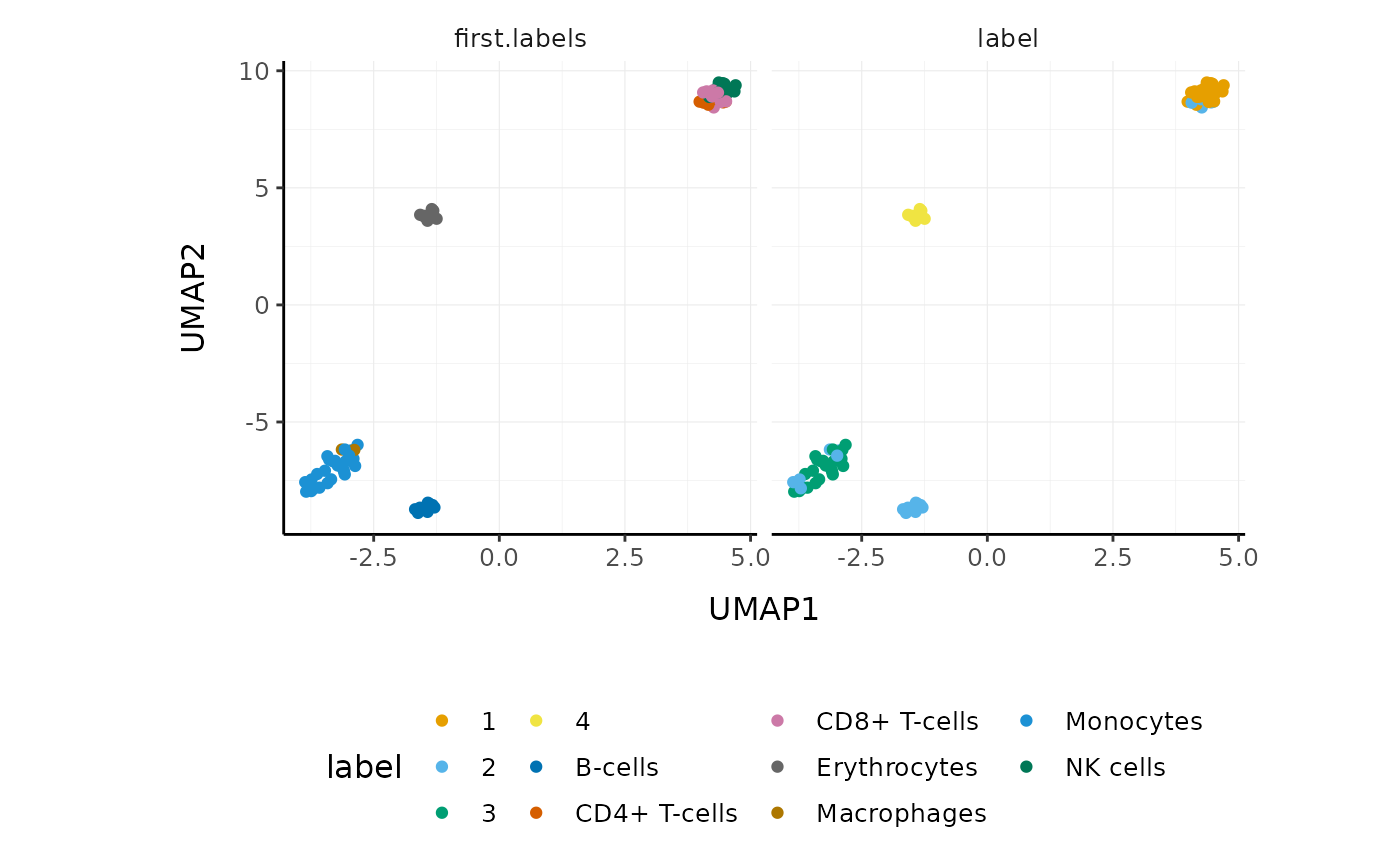 first.labels label
10
5
0
-5
UMAP2
-2.5 0.0 2.5 5.0 -2.5 0.0 2.5 5.0
UMAP1
label
1 4 CD8+ T-cells Monocytes
2 B-cells Erythrocytes NK cells
3 CD4+ T-cells Macrophages